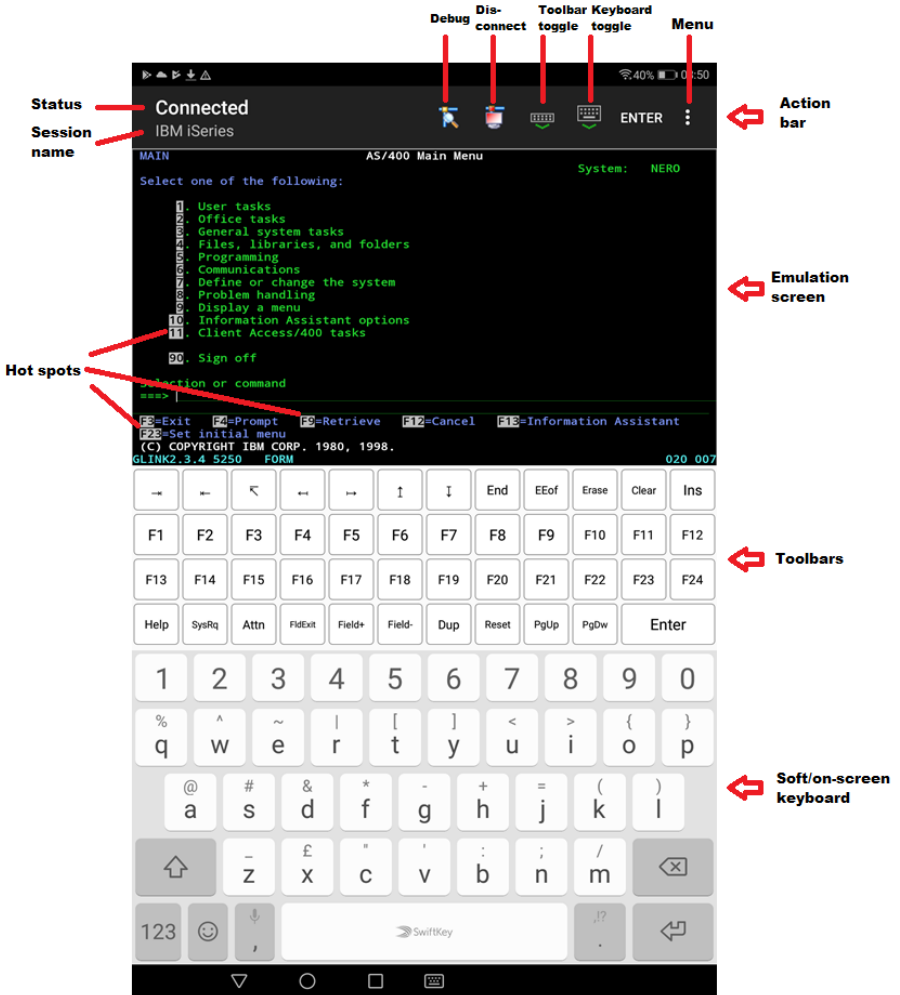 Debug
Dis-
connect
Toolbar Keyboard
toggle toggle
Menu
40%
:50
Status
Connected
Session
name
IBM iSeries
ENTER
Action
bar
MAIN AS/400 Main Menu
System: NERO
Select one of the following:
1. User tasks
2. Office tasks
3. General system tasks
4. Files, libraries, and folders
5. Programming
6. Communications
7. Define or change the system
8. Problem handling
9. Display a menu
10. Information Assistant options
11. Client Access/400 tasks
90. Sign off
Emulation
screen
Hot spots
Selection or command
===>
F3=Exit F4=Prompt F9=Retrieve F12=Cancel F13=Information Assistant
F23=Set initial menu
(C) COPYRIGHT IBM CORP. 1980, 1998.
GLINK2.3.4 5250 FORM 020 007
End EEof Erase Clear Ins
F1 F2 F3 F4 F5 F6 F7 F8 F9 F10 F11 F12
Toolbars
F13 F14 F15 F16 F17 F18 F19 F20 F21 F22 F23 F24
Help SysRq Attn FldExit Field+ Field- Dup Reset PgUp PgDw Enter
1 2 3 4 5 6 7 8 9 0
% ^ ~ | [ ] < > { }
q w e r t y u i o p
@ # & * - + = ( )
a s d f g h j k l
Soft/on-screen
keyboard
_ £ " ' : ; /
z x c v b n m
123 , SwiftKey ,!? .